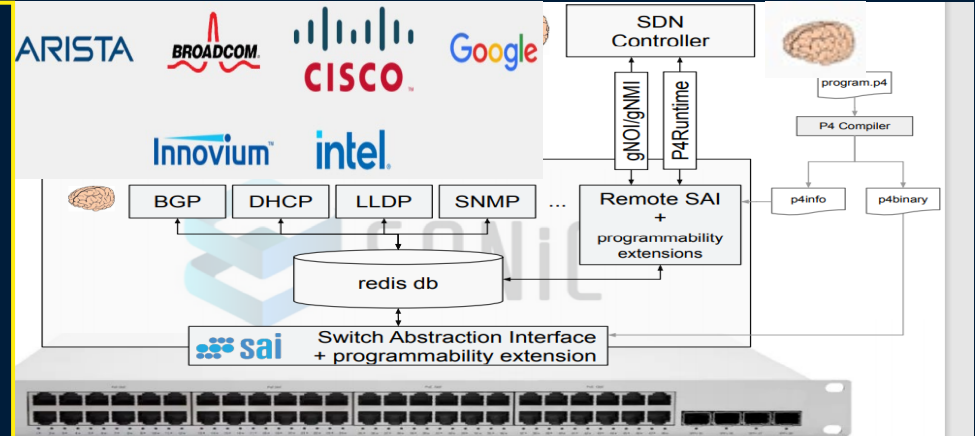 ARISTA
BROADCOM.
CISCO
Google
Innovium
intel.
SDN
Controller
program.p4
P4 Compiler
gNOI/gNMI
P4Runtime
p4info
p4binary
BGP
DHCP
LLDP
SNMP
...
Remote SAI
+
programmability
extensions
SONiC
redis db
sai
Switch Abstraction Interface
+ programmability extension